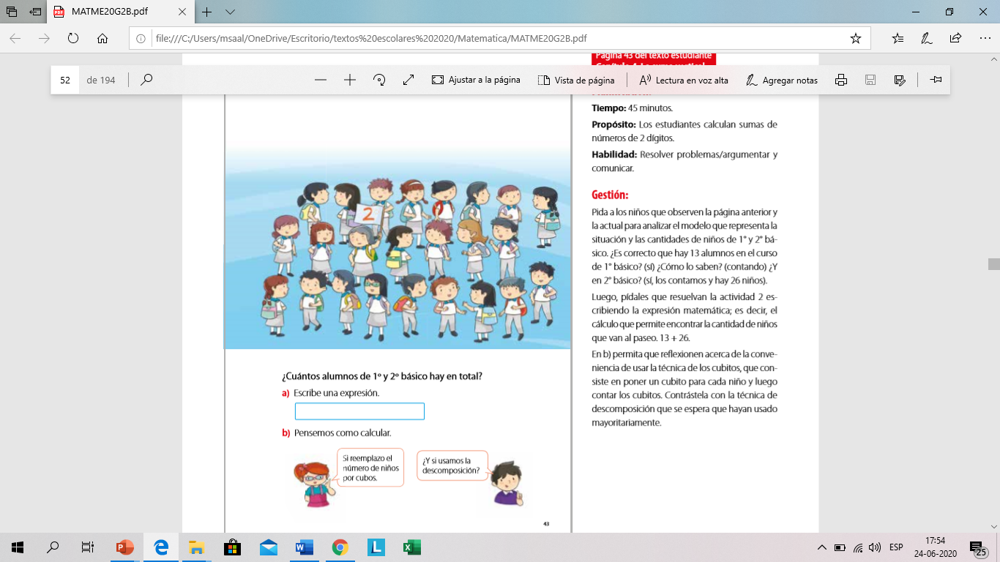 MATME20G2B.pdf
file:///C:/Users/msaal/OneDrive/Escritorio/textos%20escolares%202020/Matematica/MATME20G2B.pdf
52 de 194
Ajustar a la página
Vista de página
Lectura en voz alta
Agregar notas
Página 43 del texto estudiante
Tiempo: 45 minutos.
Propósito: Los estudiantes calculan sumas de
números de 2 dígitos.
Habilidad: Resolver problemas/argumentar y
comunicar.
Gestión:
Pida a los niños que observen la página anterior y
la actual para analizar el modelo que representa la
situación y las cantidades de niños de 1° y 2° bá-
sico. ¿Es correcto que hay 13 alumnos en el curso
de 1° básico? (sí) ¿Cómo lo saben? (contando) ¿Y
en 2° básico? (sí, los contamos y hay 26 niños).
Luego, pídales que resuelvan la actividad 2 es-
cribiendo la expresión matemática; es decir, el
cálculo que permite encontrar la cantidad de niños
que van al paseo. 13 + 26.
En b) permita que reflexionen acerca de la conve-
niencia de usar la técnica de los cubitos, que con-
siste en poner un cubito para cada niño y luego
contar los cubitos. Contrástela con la técnica de
descomposición que se espera que hayan usado
mayoritariamente.
2
¿Cuántos alumnos de 1º y 2º básico hay en total?
a) Escribe una expresión.
b) Pensemos como calcular.
Si reemplazo el
número de niños
por cubos.
¿Y si usamos la
descomposición?
43
ESP
17:54
24-06-2020
25